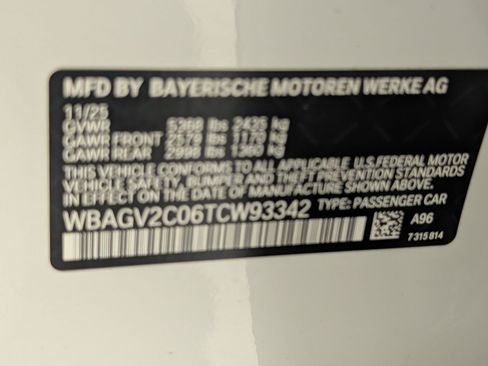 MFD BY BAYERISCHE MOTOREN WERKE AG
11/25
GVWR 5368 lbs 2435 kg
GAWR FRONT lbs 1170 kg
GAWR REAR 2998 lbs 1360 kg
THIS VEHICLE CONFORMS TO ALL APPLICABLE U.S. FEDERAL MOTOR
VEHICLE SAFETY, BUMPER AND THEFT PREVENTION STANDARDS
IN EFFECT ON THE DATE OF MANUFACTURE SHOWN ABOVE.
WBAGV2C06TCW93342 TYPE: PASSENGER CAR
A96
7315814